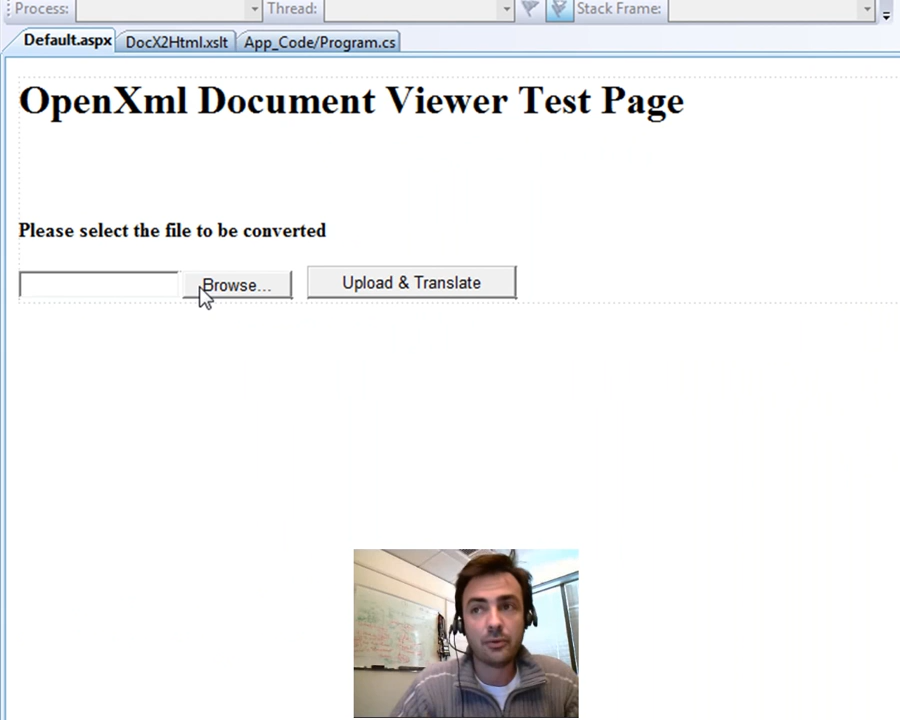 Process: Thread: Stack Frame:
Default.aspx DocX2Html.xslt App_Code/Program.cs
OpenXml Document Viewer Test Page
Please select the file to be converted
Browse... Upload & Translate